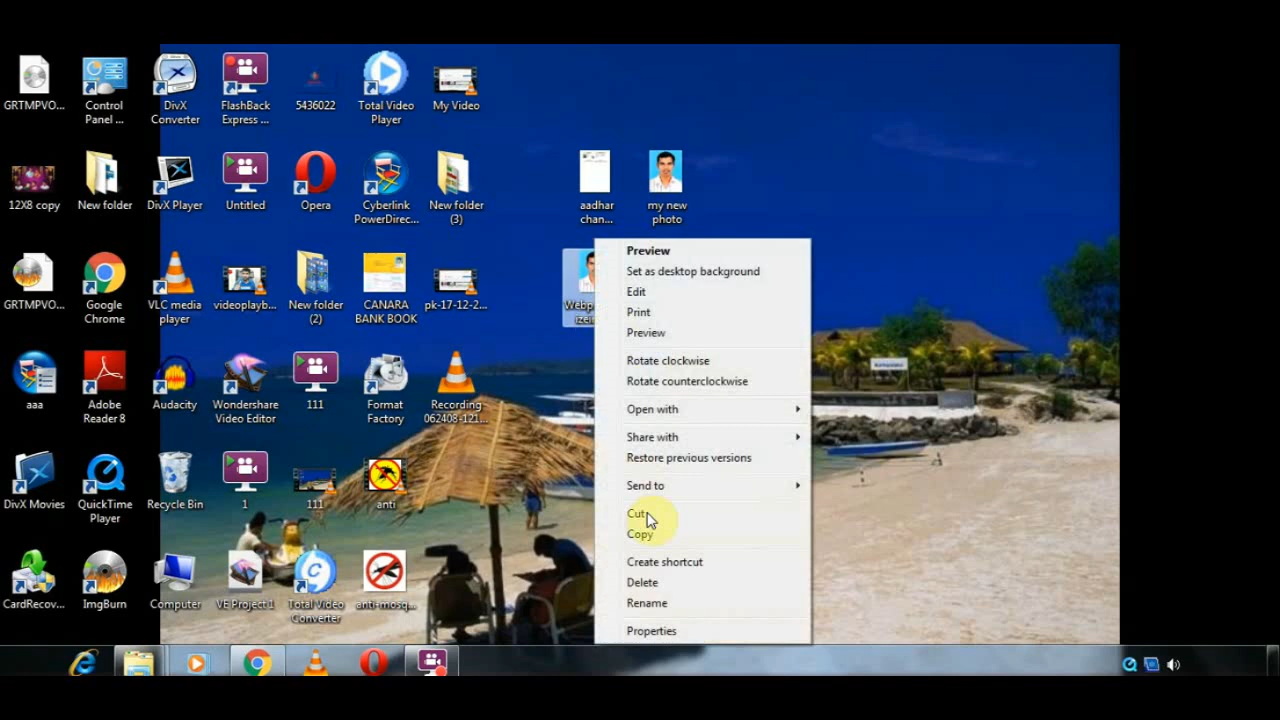 GRTMPVO...
Control
Panel ...
DivX
Converter
FlashBack
Express ...
5436022
Total Video
Player
My Video
12X8 copy
New folder
DivX Player
Untitled
Opera
Cyberlink
PowerDirec...
New folder
(3)
aadhar
chan...
my new
photo
GRTMPVO...
Google
Chrome
VLC media
player
videoplayb...
New folder
(2)
CANARA
BANK BOOK
pk-17-12-2...
aaa
Adobe
Reader 8
Audacity
Wondershare
Video Editor
111
Format
Factory
Recording
062408-121...
DivX Movies
QuickTime
Player
Recycle Bin
1
111
anti
CardRecov...
ImgBurn
Computer
VE Project 1
Total Video
Converter
anti-mosq...
Preview
Set as desktop background
Edit
Print
Preview
Rotate clockwise
Rotate counterclockwise
Open with
Share with
Restore previous versions
Send to
Cut
Copy
Create shortcut
Delete
Rename
Properties